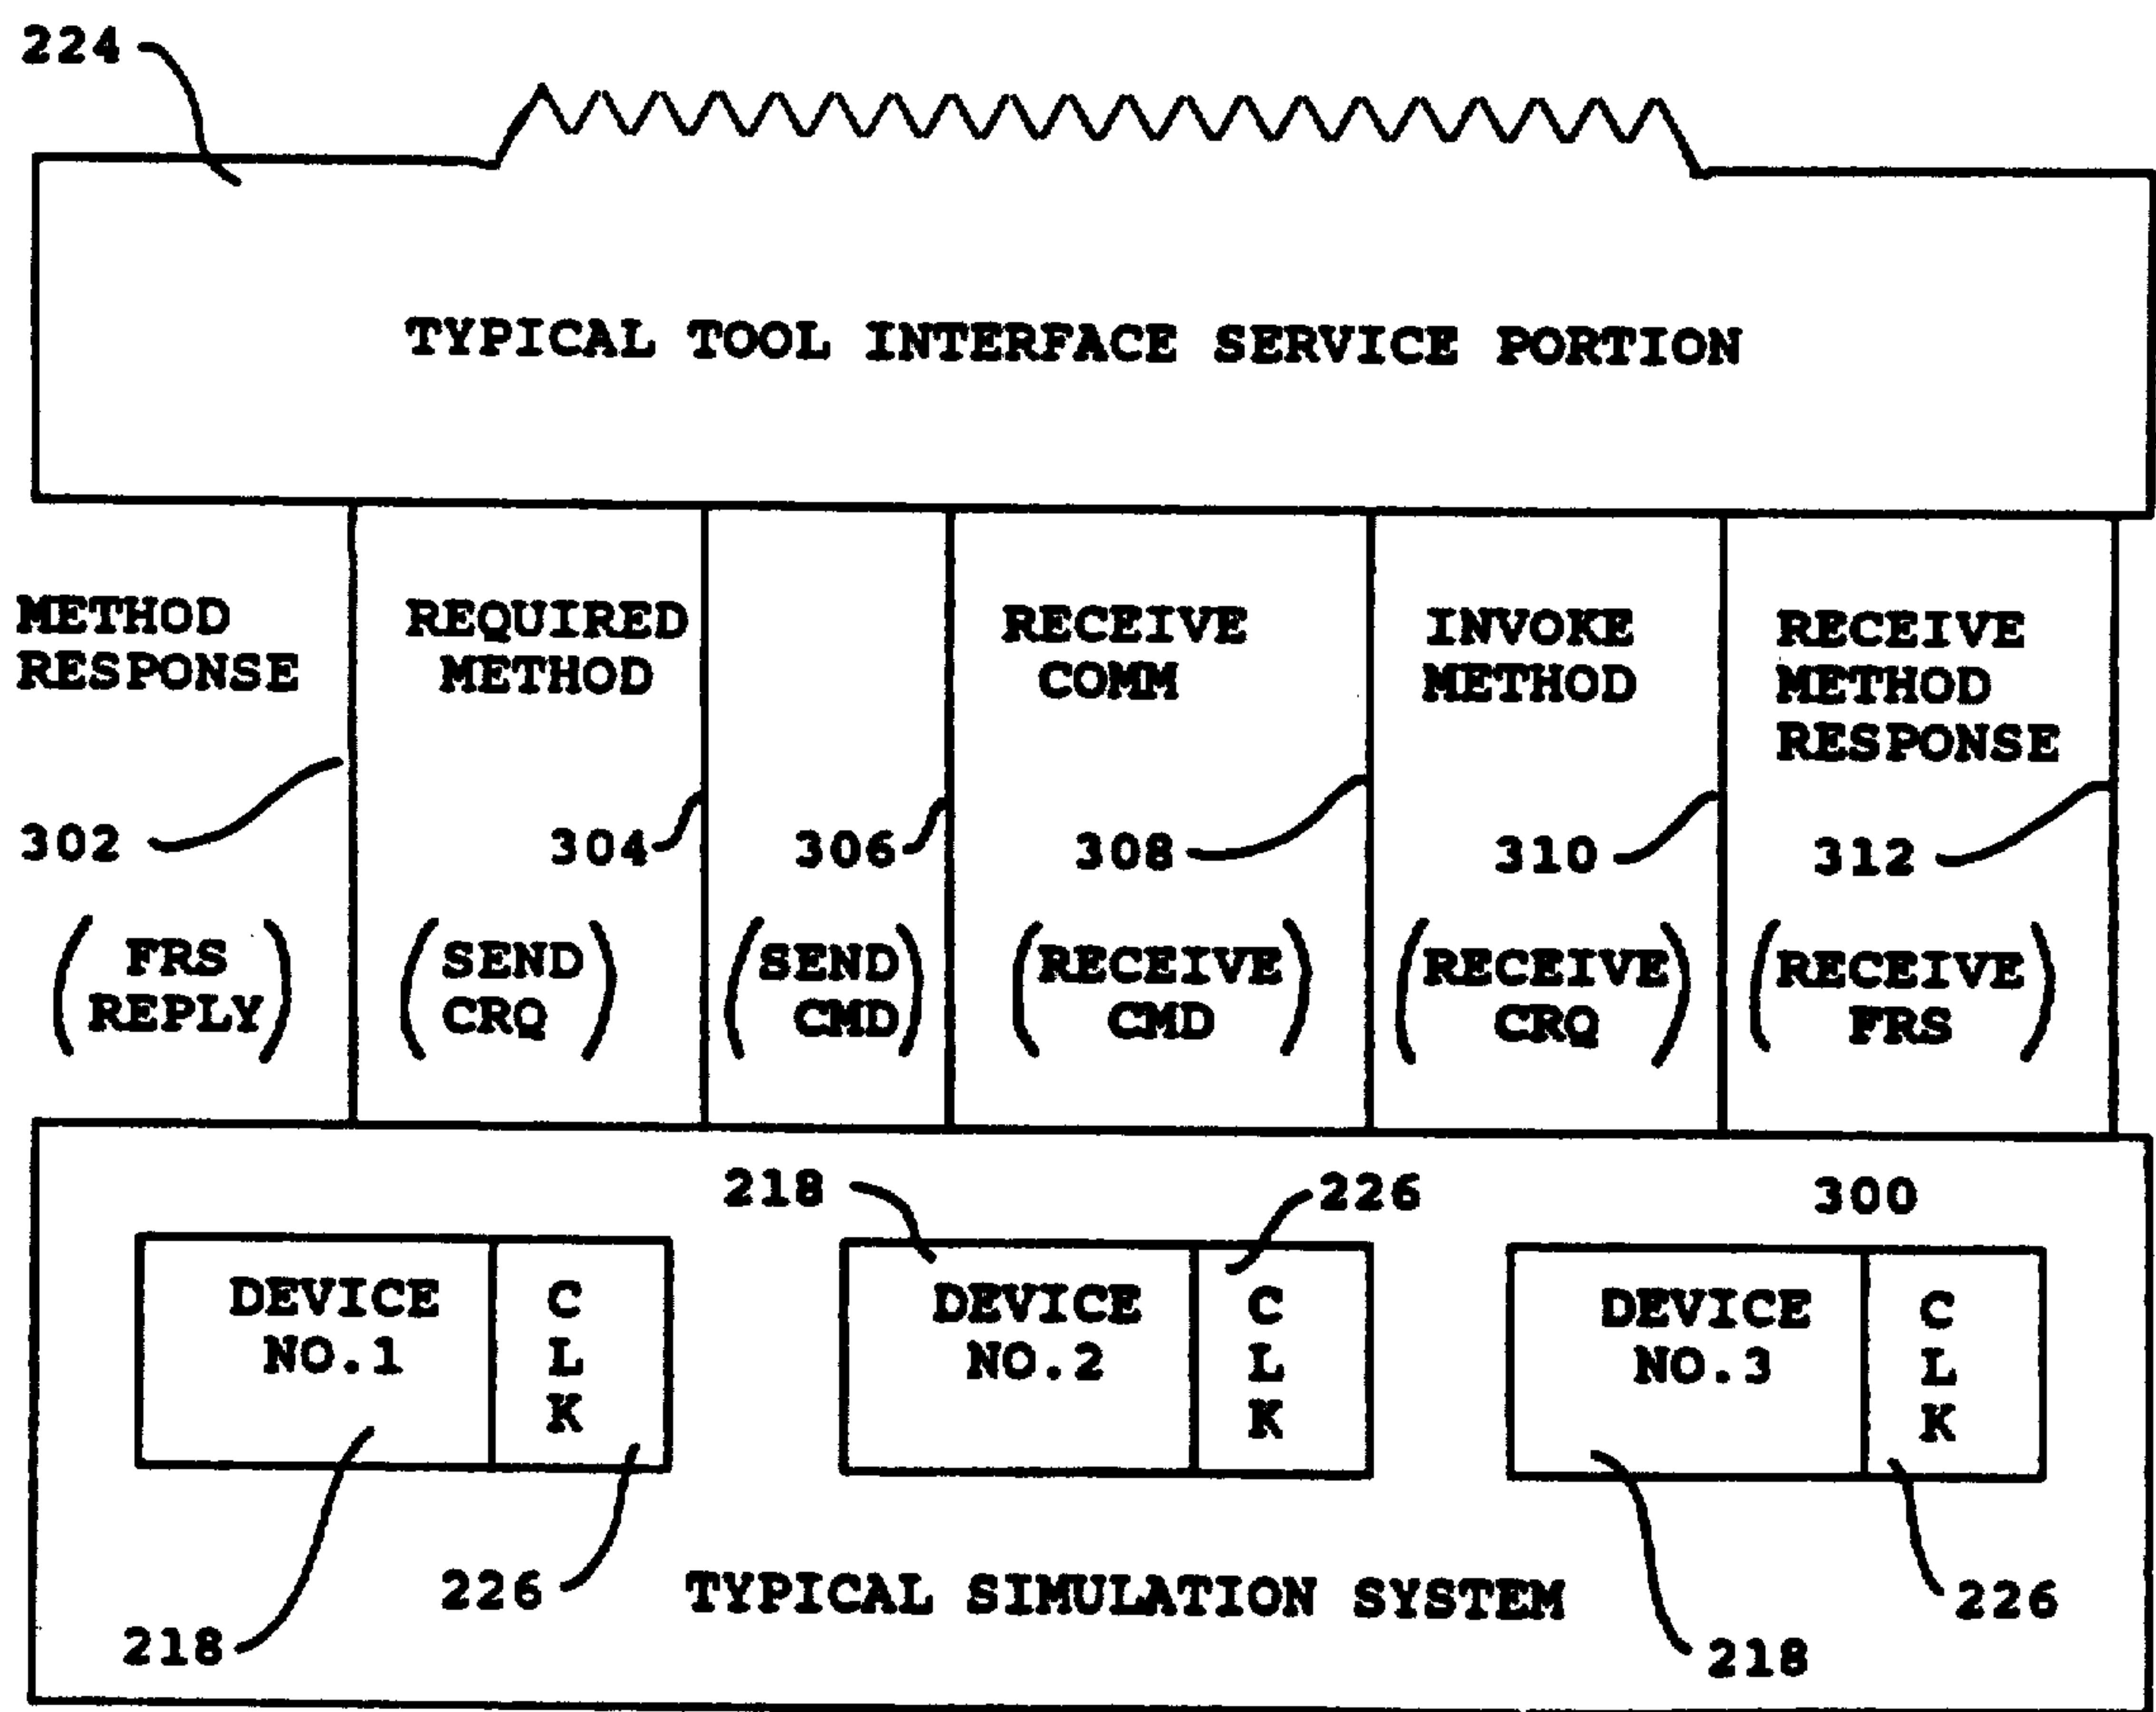 224
TYPICAL TOOL INTERFACE SERVICE PORTION
METHOD
RESPONSE
302
(FRS
REPLY)
REQUIRED
METHOD
304
(SEND
CRQ)
306
(SEND
CMD)
RECEIVE
COMM
308
(RECEIVE
CMD)
INVOKE
METHOD
310
(RECEIVE
CRQ)
RECEIVE
METHOD
RESPONSE
312
(RECEIVE
FRS)
218
226
300
DEVICE
NO.1
C
L
K
DEVICE
NO.2
C
L
K
DEVICE
NO.3
C
L
K
226
TYPICAL SIMULATION SYSTEM
226
218
218